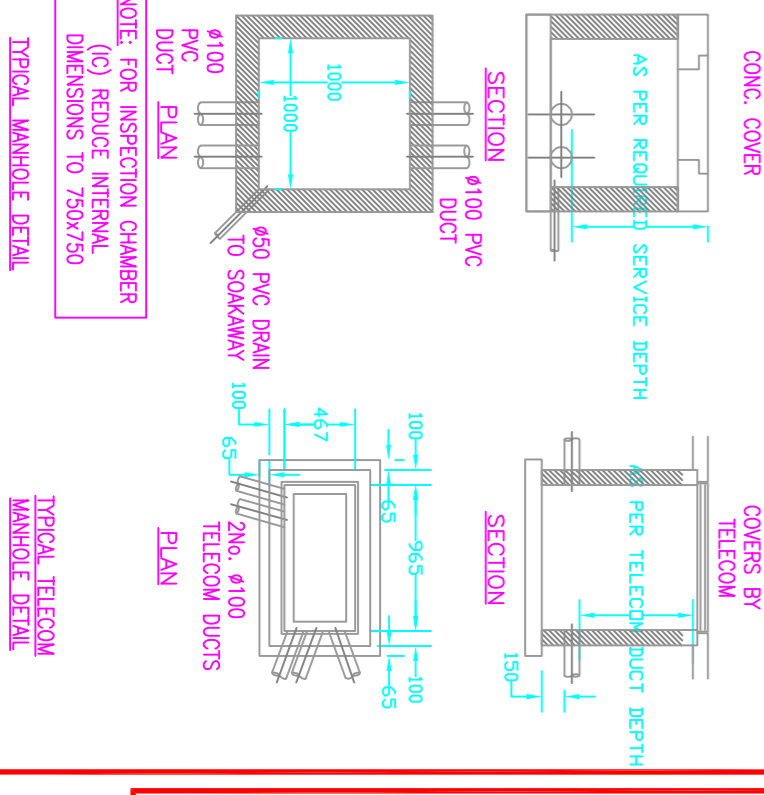 CONC. COVER
AS PER REQUIRED SERVICE DEPTH
SECTION
1000
1000
ø100 PVC
DUCT
ø100
PVC
DUCT
PLAN
ø50 PVC DRAIN
TO SOAKAWAY
NOTE: FOR INSPECTION CHAMBER
(IC) REDUCE INTERNAL
DIMENSIONS TO 750x750
TYPICAL MANHOLE DETAIL
COVERS BY
TELECOM
AS PER TELECOM DUCT DEPTH
150
SECTION
100
65
965
100
65
467
100
65
2No. ø100
TELECOM DUCTS
PLAN
TYPICAL TELECOM
MANHOLE DETAIL